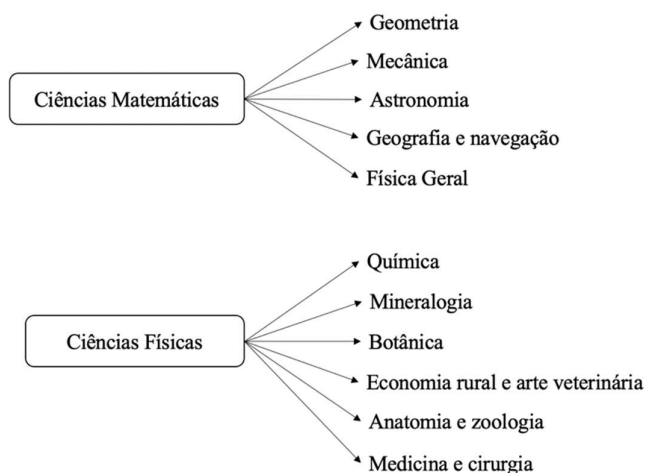 Ciências Matemáticas
Geometria
Mecânica
Astronomia
Geografia e navegação
Física Geral
Ciências Físicas
Química
Mineralogia
Botânica
Economia rural e arte veterinária
Anatomia e zoologia
Medicina e cirurgia